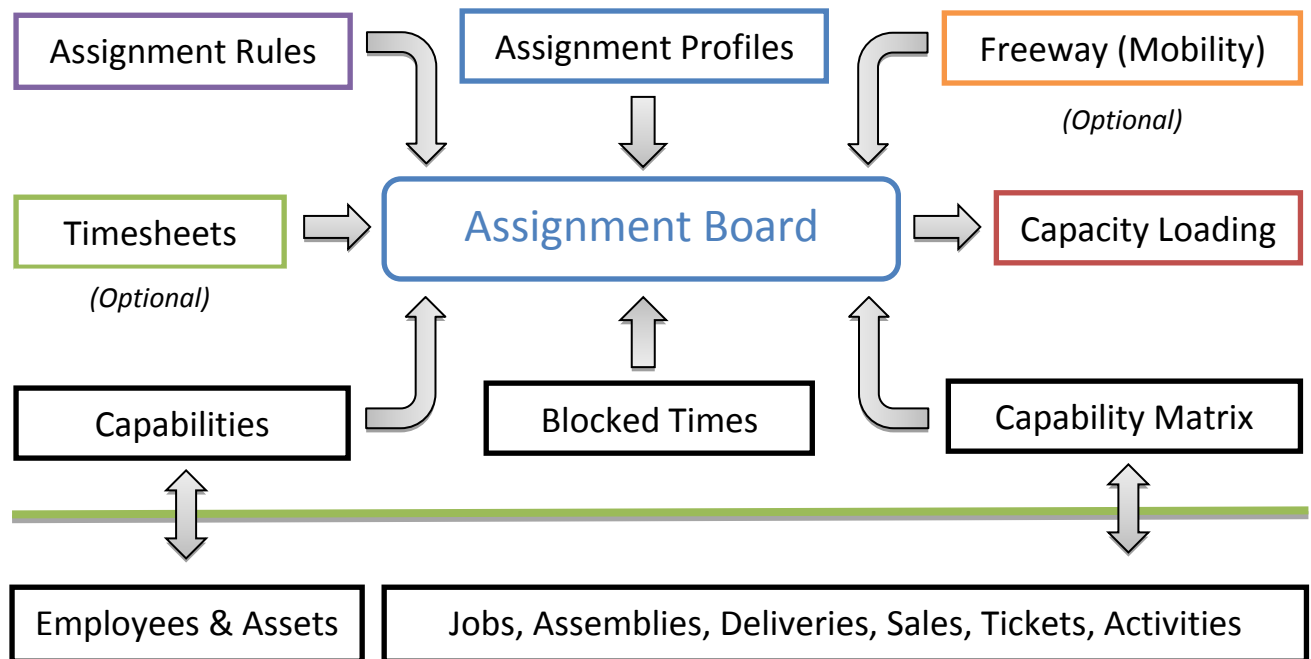 Assignment Rules
Assignment Profiles
Freeway (Mobility)
(Optional)
Timesheets
Assignment Board
Capacity Loading
(Optional)
Capabilities
Blocked Times
Capability Matrix
Employees & Assets
Jobs, Assemblies, Deliveries, Sales, Tickets, Activities